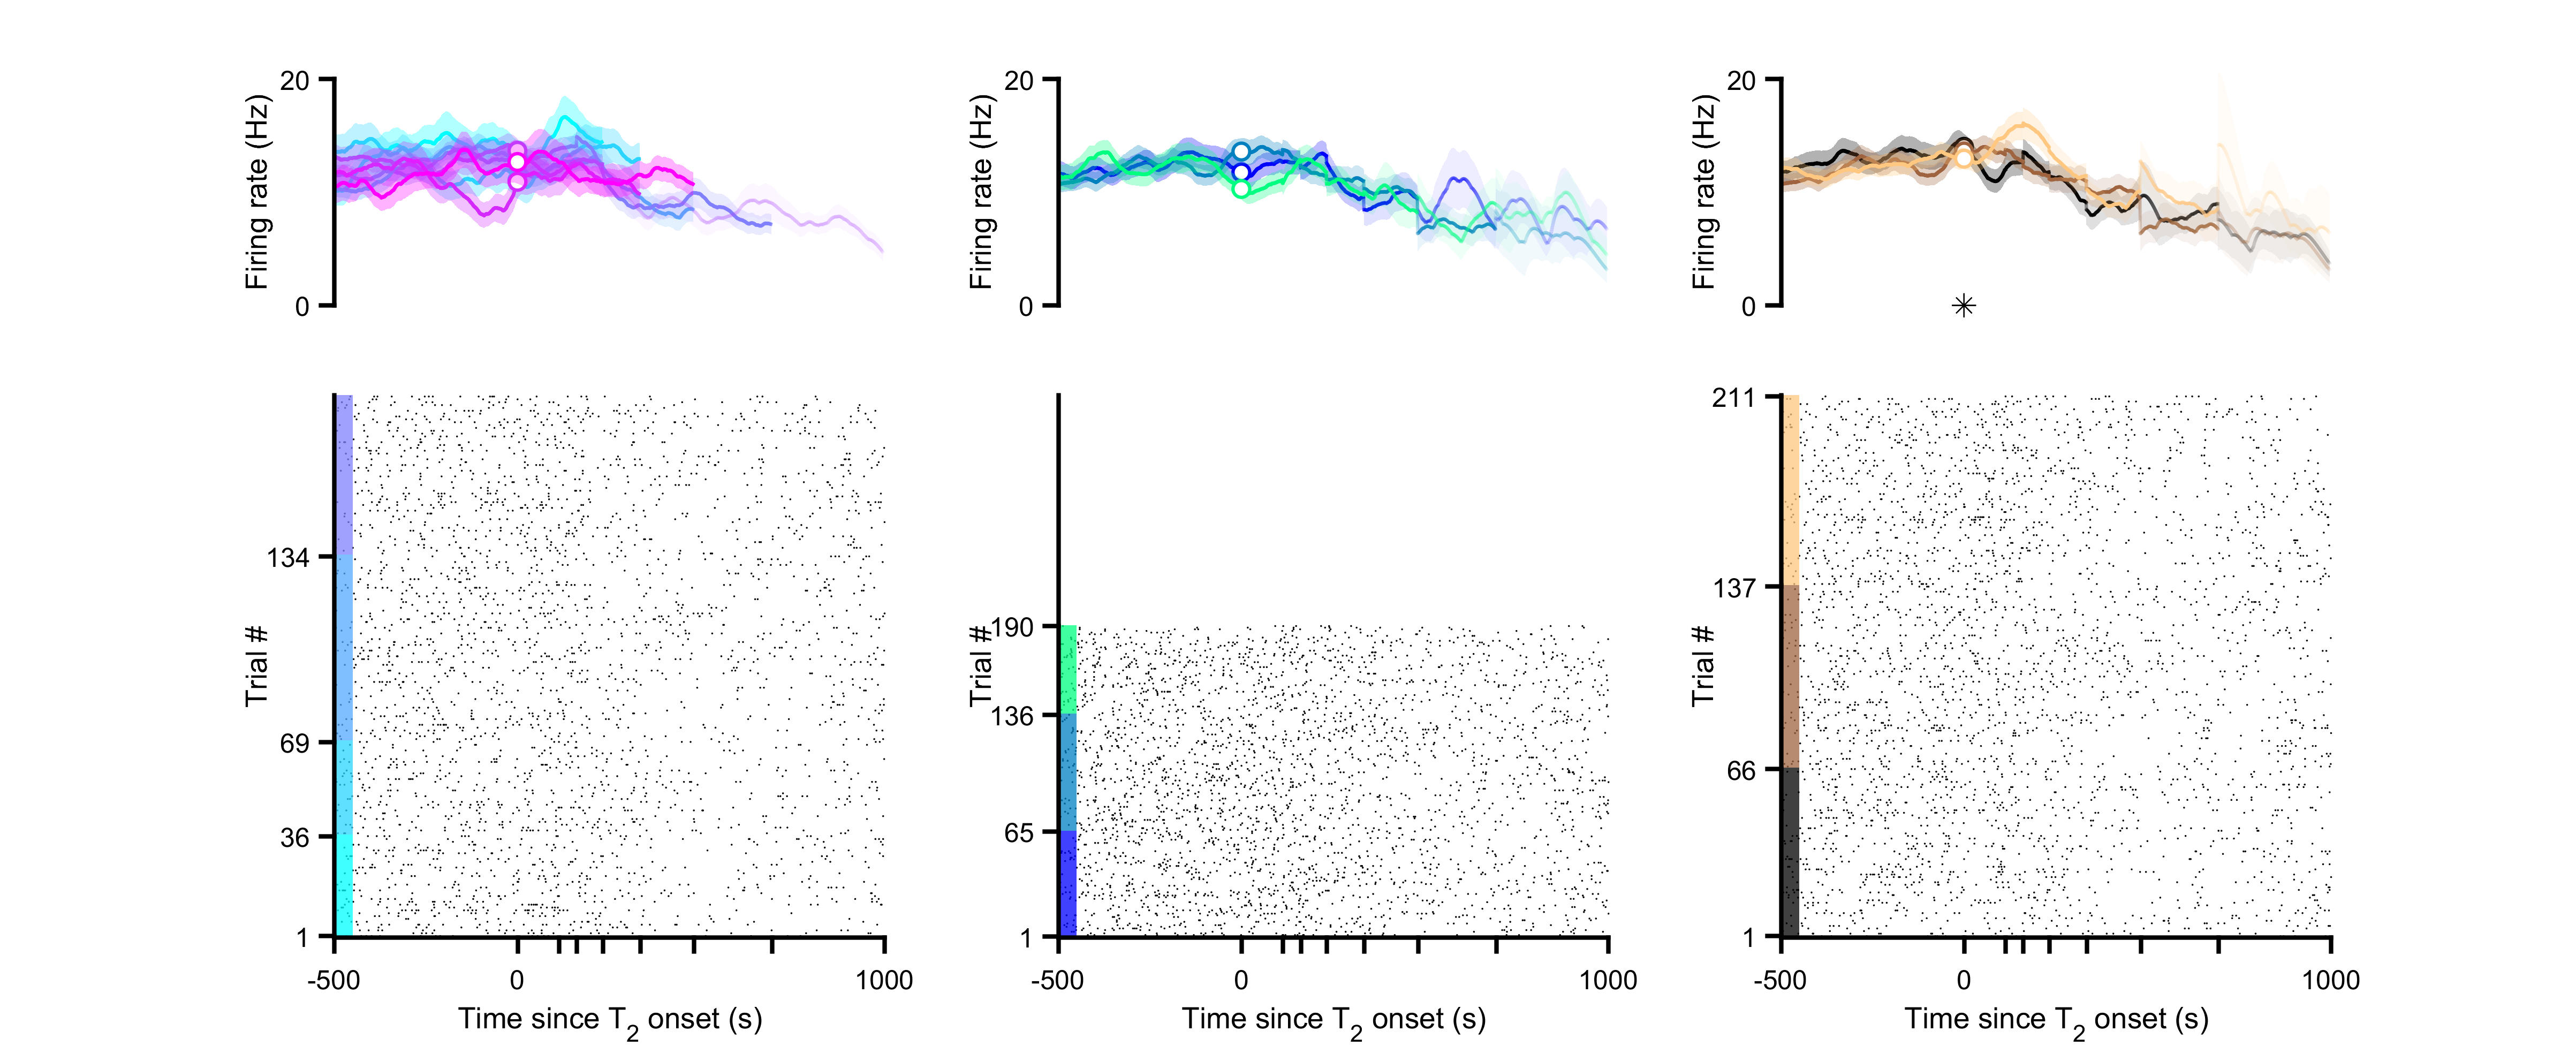 20
Firing rate (Hz)
0
20
Firing rate (Hz)
0
20
Firing rate (Hz)
0
134
69
36
1
Trial #
-500 0 1000
Time since T2 onset (s)
190
136
65
1
Trial #
-500 0 1000
Time since T2 onset (s)
211
137
66
1
Trial #
-500 0 1000
Time since T2 onset (s)